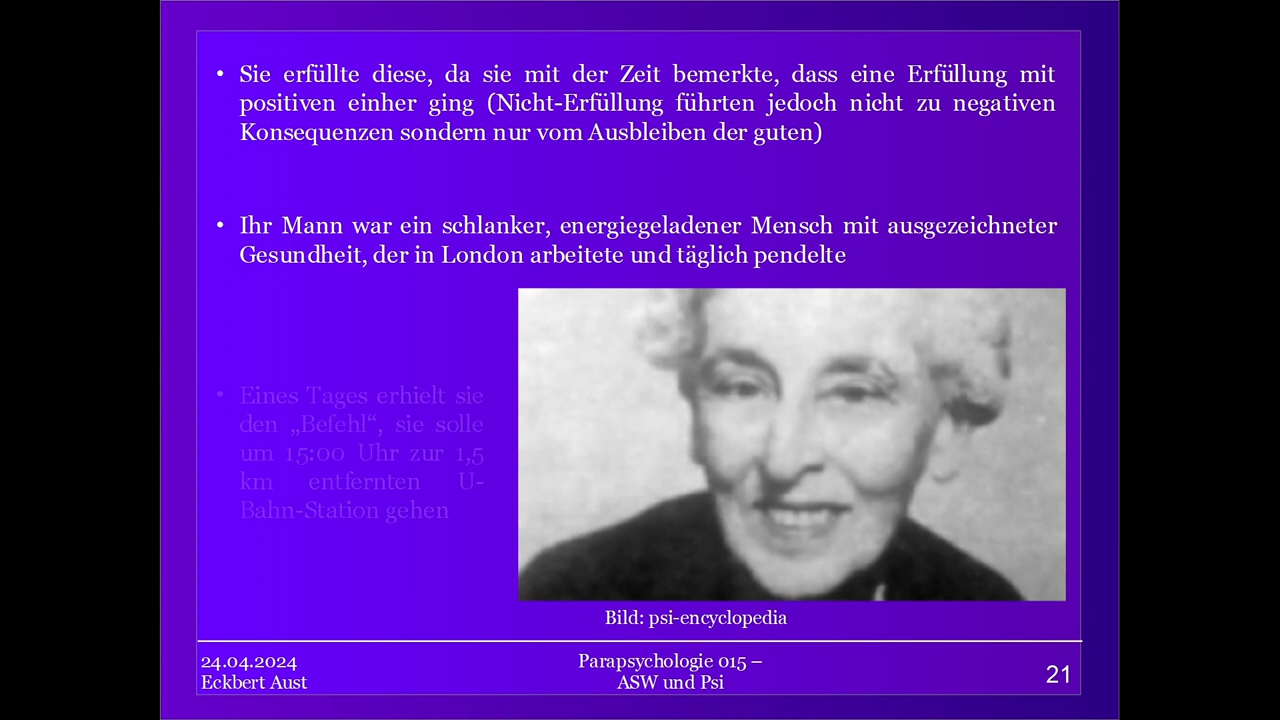 • Sie erfüllte diese, da sie mit der Zeit bemerkte, dass eine Erfüllung mit
positiven einher ging (Nicht-Erfüllung führten jedoch nicht zu negativen
Konsequenzen sondern nur vom Ausbleiben der guten)
• Ihr Mann war ein schlanker, energiegeladener Mensch mit ausgezeichneter
Gesundheit, der in London arbeitete und täglich pendelte
• Eines Tages erhielt sie
den „Befehl“, sie solle
um 15:00 Uhr zur 1,5
km entfernten U-
Bahn-Station gehen
Bild: psi-encyclopedia
24.04.2024
Eckbert Aust
Parapsychologie 015 –
ASW und Psi
21